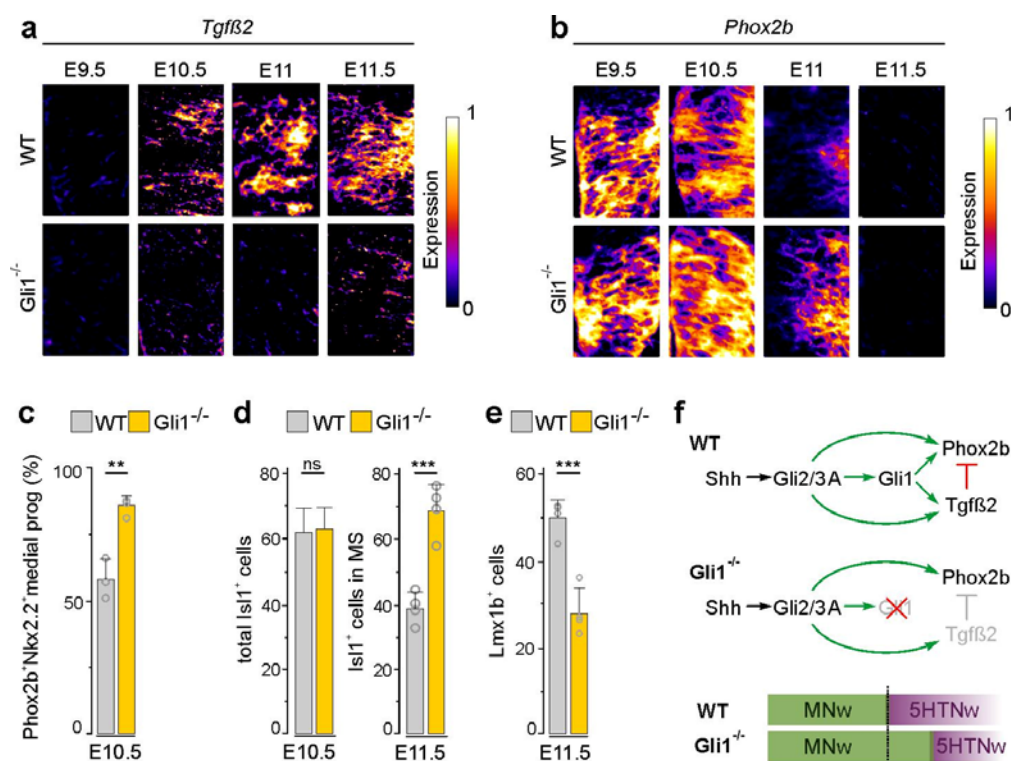 a
Tgfß2
E9.5 E10.5 E11 E11.5
WT
Gli1-/-
1
Expression
0
b
Phox2b
E9.5 E10.5 E11 E11.5
WT
Gli1-/-
1
Expression
0
c WT Gli1-/-
**
Phox2b+Nkx2.2+medial prog (%)
100
50
0
E10.5
d WT Gli1-/-
ns
total Isl1+ cells
80
60
40
20
0
E10.5
***
Isl1+ cells in MS
80
60
40
20
0
E11.5
e WT Gli1-/-
***
Lmx1b+ cells
60
40
20
0
E11.5
f
WT
Shh Gli2/3A Gli1 Phox2b
Tgfß2
Gli1-/-
Shh Gli2/3A Gli1 Phox2b
Tgfß2
WT MNw 5HTNw
Gli1-/- MNw 5HTNw